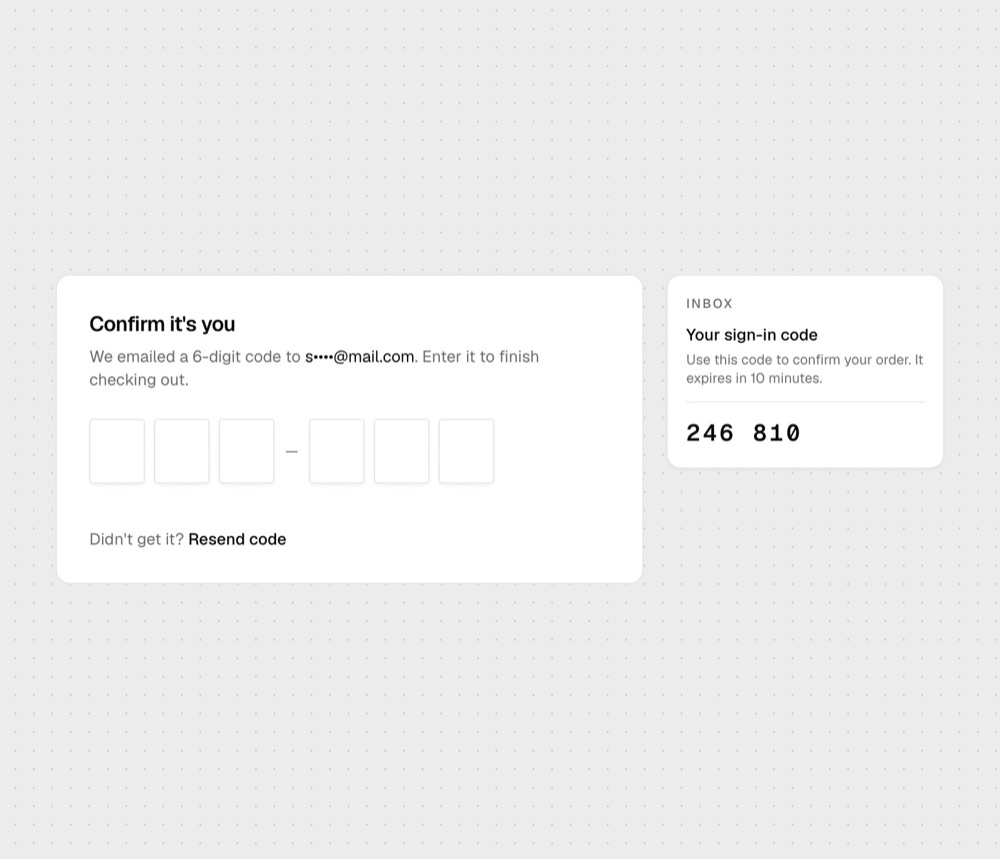 Confirm it's you
We emailed a 6-digit code to s••••@mail.com. Enter it to finish
checking out.
–
Didn't get it? Resend code
INBOX
Your sign-in code
Use this code to confirm your order. It
expires in 10 minutes.
246 810